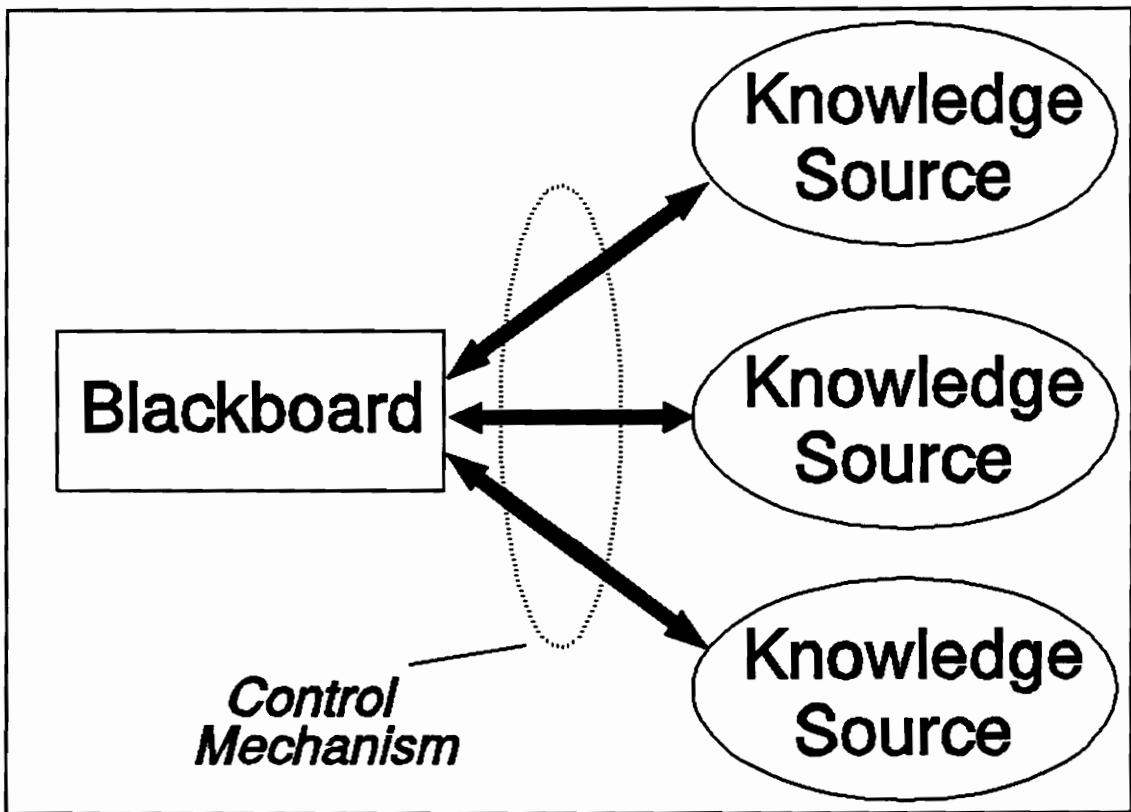 Knowledge
Source
Blackboard
Knowledge
Source
Knowledge
Source
Control
Mechanism